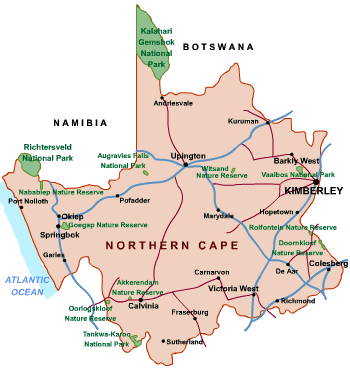 Kalahari
Gemsbok
National
Park
BOTSWANA
Andriesvale
NAMIBIA
Kuruman
Richtersveld
National Park
Augravies Falls
National Park
Upington
Barkly West
Witsand
Nature Reserve
Vaalbos National Park
KIMBERLEY
Nababiep Nature Reserve
Port Nolloth
Pofadder
Okiep
Goegap Nature Reserve
Springbok
Marydale
Hopetown
Rolfontein Nature Reserve
Doornkloof
Nature Reserve
NORTHERN CAPE
Garies
Colesberg
De Aar
ATLANTIC
OCEAN
Carnarvon
Akkerendam
Nature Reserve
Victoria West
Calvinia
Richmond
Oorlogskloof
Nature Reserve
Fraserburg
Tankwa-Karoo
National Park
Sutherland